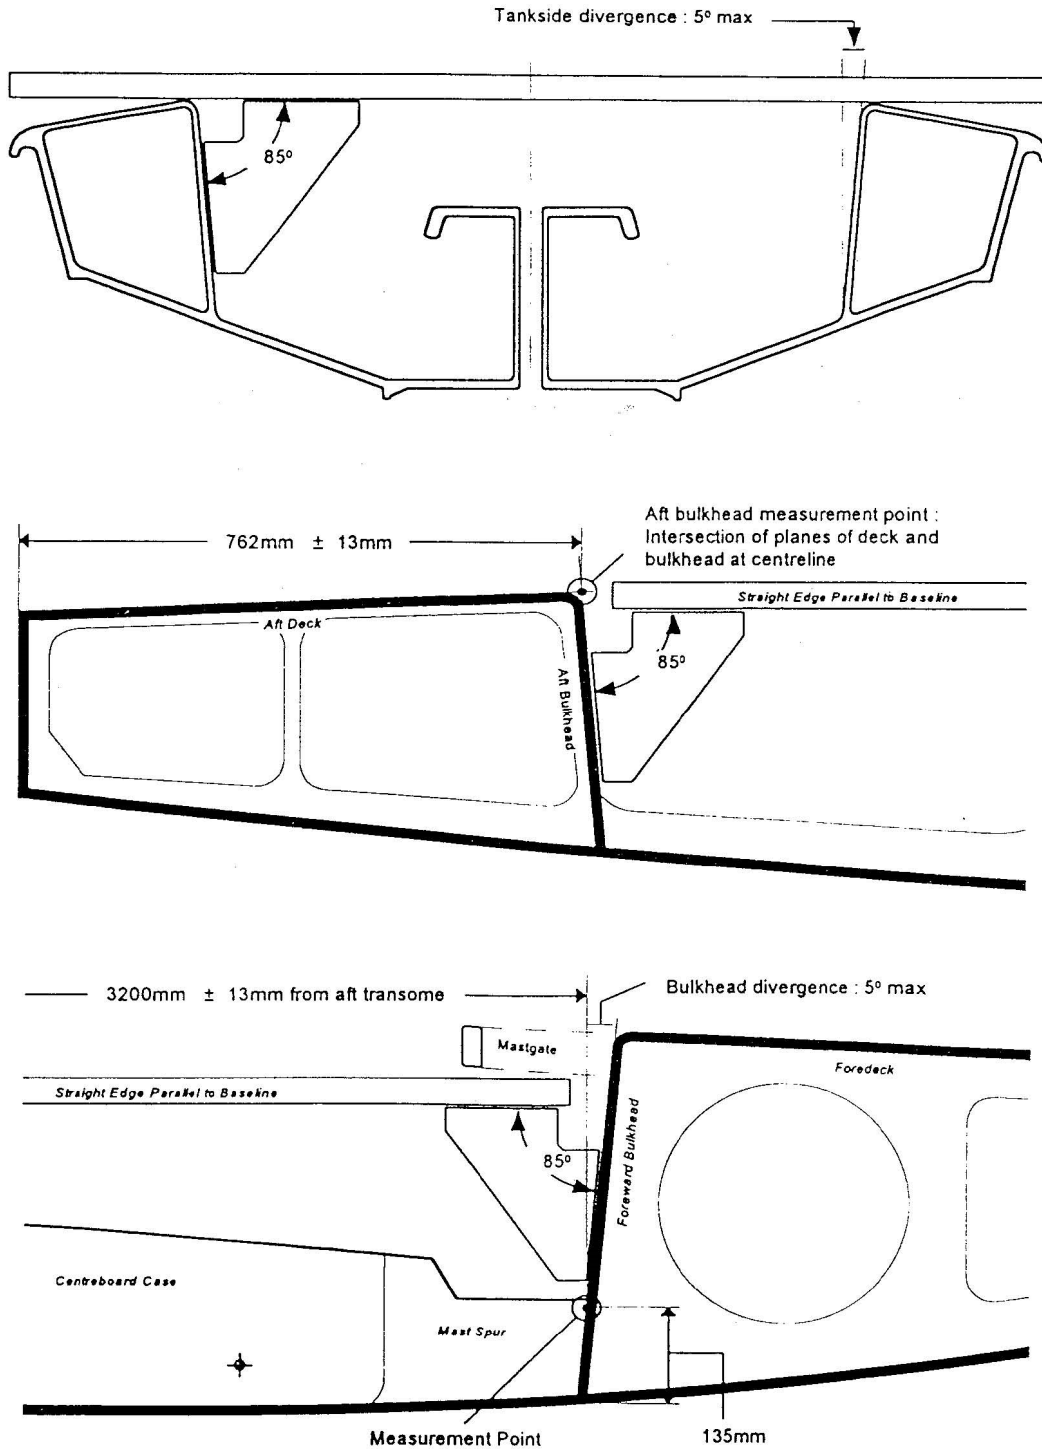 Tankside divergence : 5º max
85º
Aft bulkhead measurement point :
762mm ± 13mm
Intersection of planes of deck and
bulkhead at centreline
Straight Edge Parallel to Baseline
Aft Deck
85º
Aft Bulkhead
3200mm ± 13mm from aft transome
Bulkhead divergence : 5º max
Mastgate
Foredeck
Straight Edge Parallel to Baseline
85º
Foreward Bulkhead
Centreboard Case
Mast Spur
Measurement Point
135mm